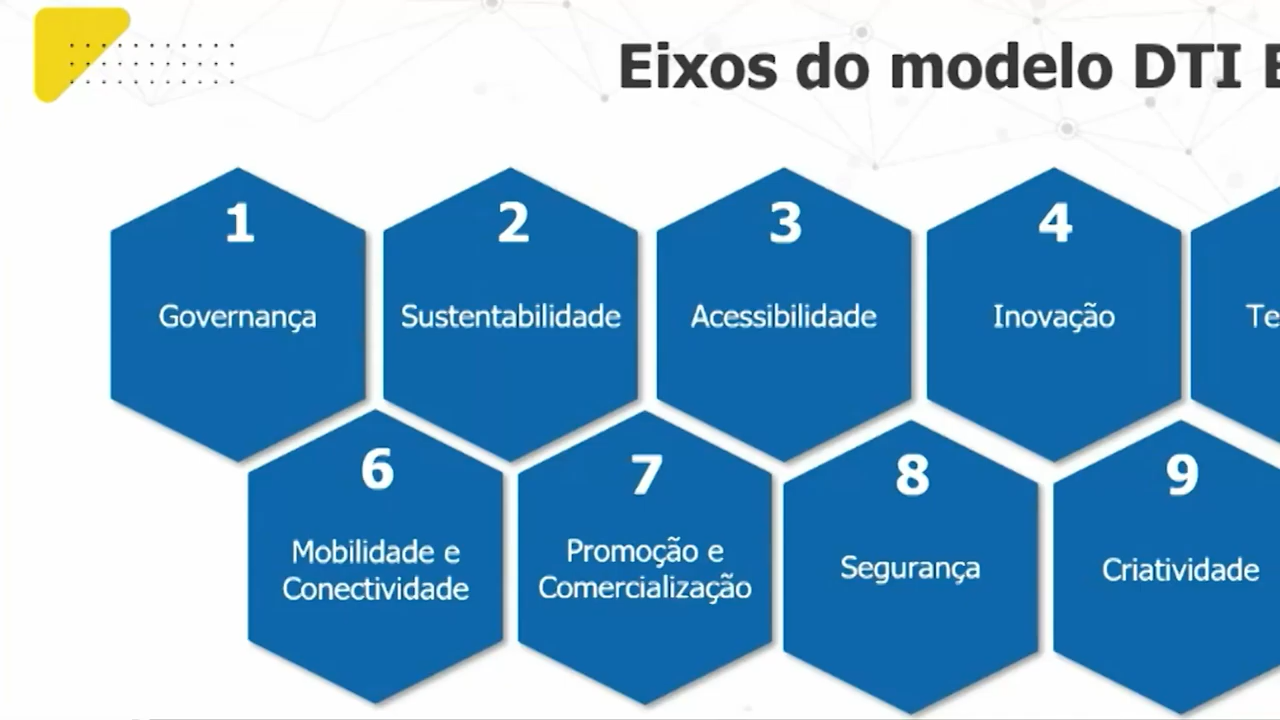 Eixos do modelo DTI
1
2
3
4
Governança
Sustentabilidade
Acessibilidade
Inovação
6
7
8
9
Mobilidade e
Conectividade
Promoção e
Comercialização
Segurança
Criatividade